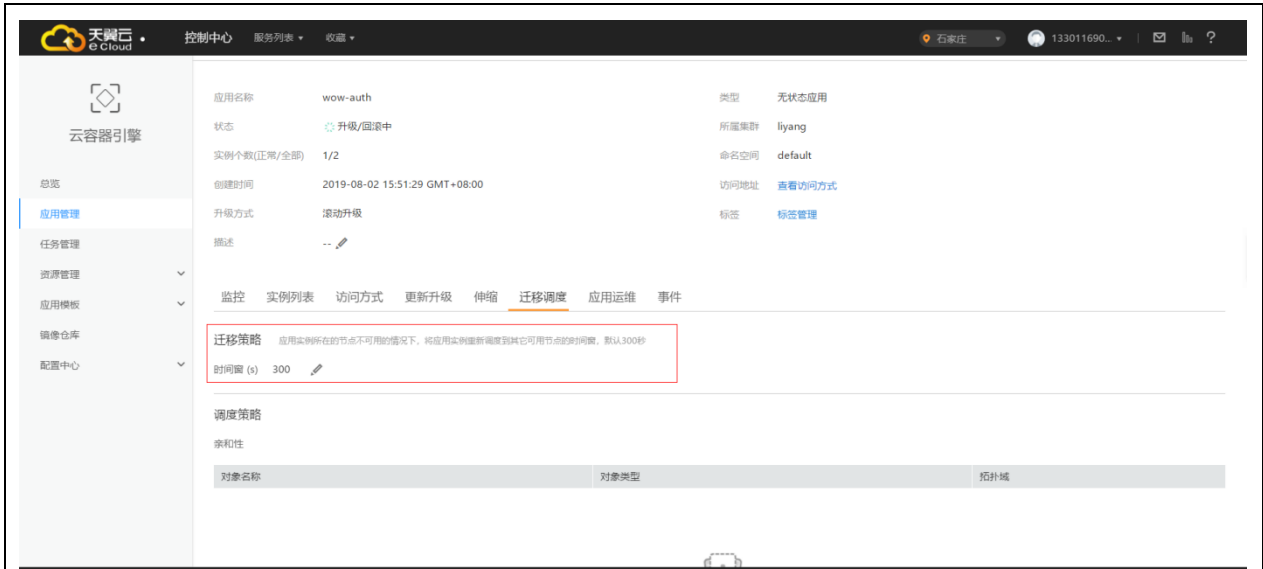 天翼云 • 控制中心 服务列表 收藏 石家庄 133011690... ?
e Cloud
云容器引擎
总览
应用管理
任务管理
资源管理
应用模板
镜像仓库
配置中心
应用名称 wow-auth 类型 无状态应用
状态 升级/回滚中 所属集群 liyang
实例个数(正常/全部) 1/2 命名空间 default
创建时间 2019-08-02 15:51:29 GMT+08:00 访问地址 查看访问方式
升级方式 滚动升级 标签 标签管理
描述 --
监控 实例列表 访问方式 更新升级 伸缩 迁移调度 应用运维 事件
迁移策略 应用实例所在的节点不可用的情况下，将应用实例重新调度到其它可用节点的时间窗，默认300秒
时间窗 (s) 300
调度策略
亲和性
对象名称 对象类型 拓扑域